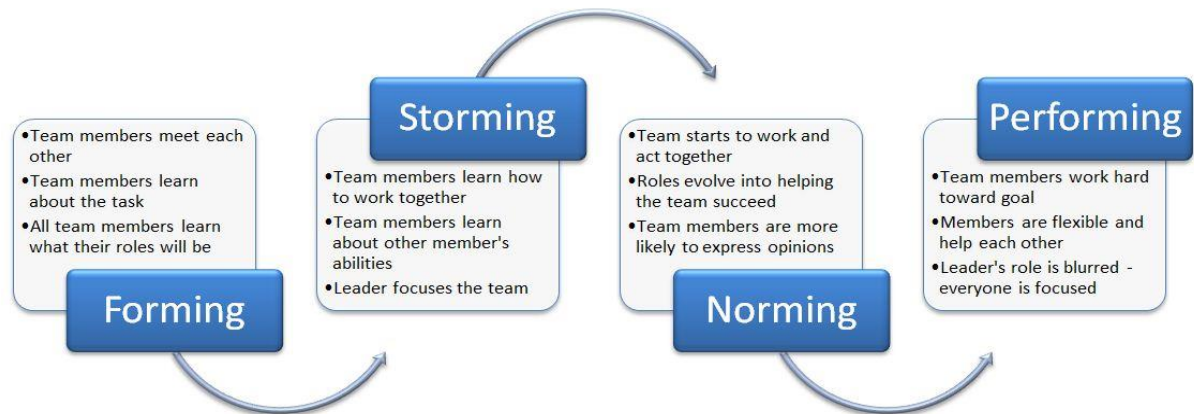 •Team members meet each
other
•Team members learn
about the task
•All team members learn
what their roles will be
Forming
Storming
•Team members learn how
to work together
•Team members learn
about other member's
abilities
•Leader focuses the team
•Team starts to work and
act together
•Roles evolve into helping
the team succeed
•Team members are more
likely to express opinions
Norming
Performing
•Team members work hard
toward goal
•Members are flexible and
help each other
•Leader's role is blurred -
everyone is focused